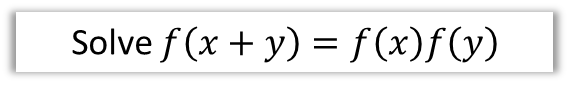 Solve f(x + y) = f(x)f(y)